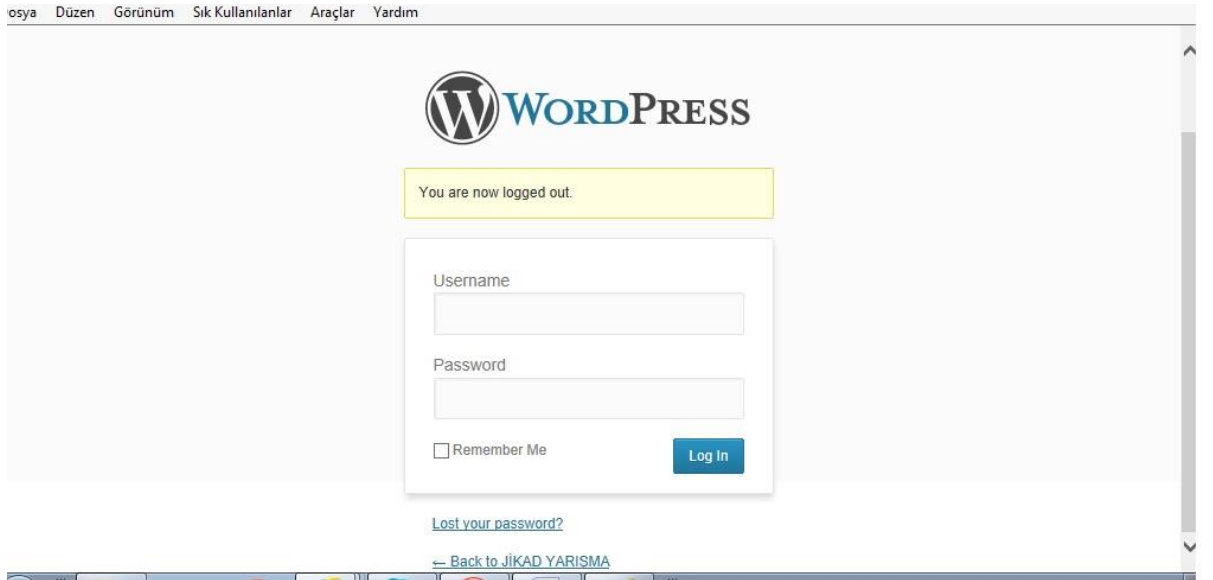 osya Düzen Görünüm Sık Kullanılanlar Araçlar Yardım
WORDPRESS
You are now logged out.
Username
Password
Remember Me
Log In
Lost your password?
← Back to JİKAD YARIŞMA